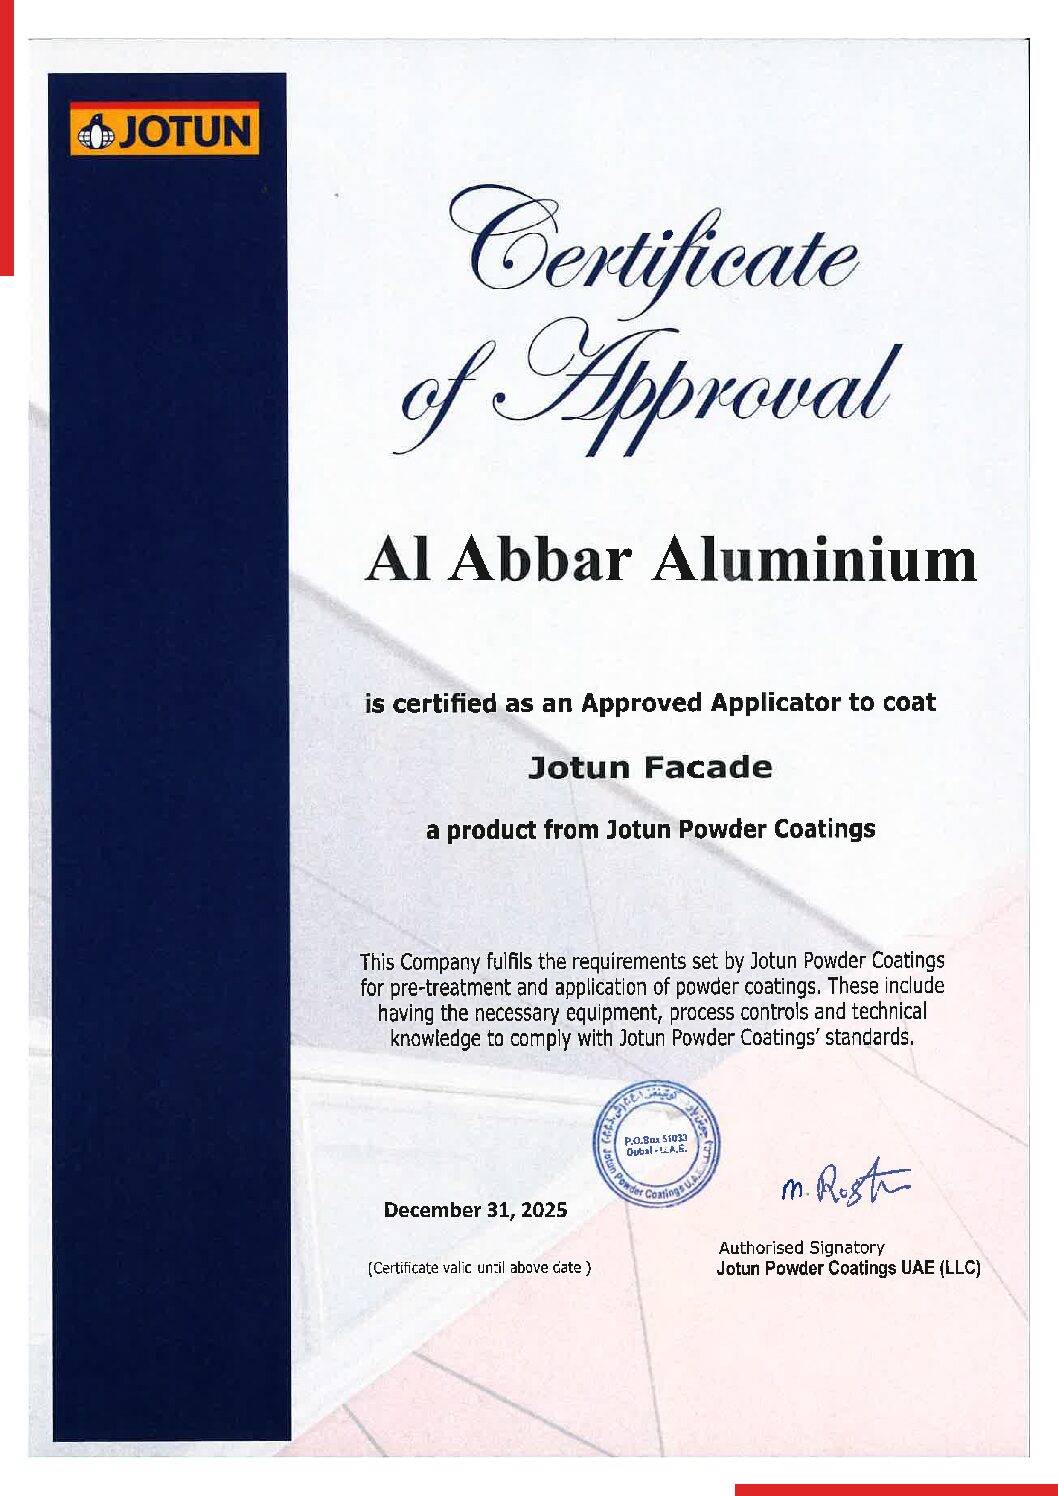 JOTUN
Certificate
of Approval
Al Abbar Aluminium
is certified as an Approved Applicator to coat
Jotun Facade
a product from Jotun Powder Coatings
This Company fulfils the requirements set by Jotun Powder Coatings
for pre-treatment and application of powder coatings. These include
having the necessary equipment, process controls and technical
knowledge to comply with Jotun Powder Coatings' standards.
P.O.Box 51033
Dubai - U.A.E.
Jotun Powder Coatings U.A.E.
M. Rost
December 31, 2025
(Certificate valid until above date )
Authorised Signatory
Jotun Powder Coatings UAE (LLC)